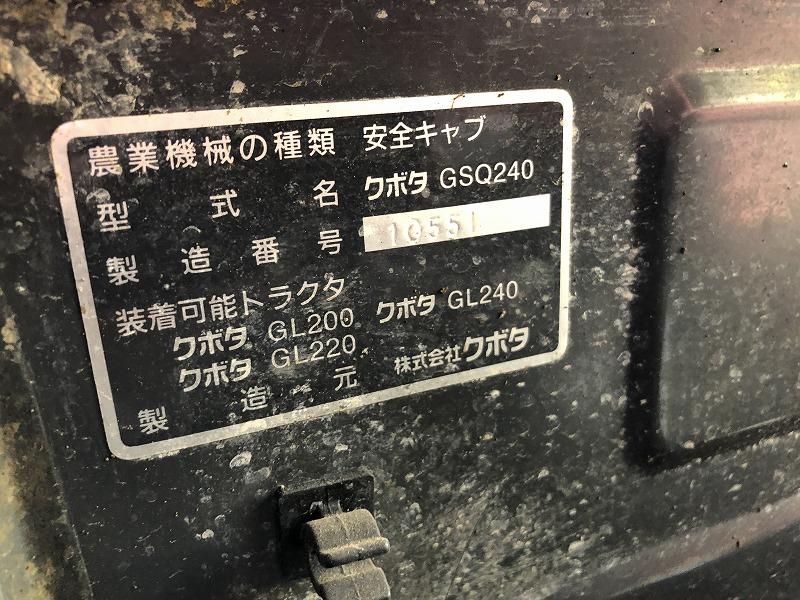 農業機械の種類 安全キャブ
型式名 クボタ GSQ240
製造番号 10551
装着可能トラクタ
クボタ GL200 クボタ GL240
クボタ GL220
製造元 株式会社クボタ